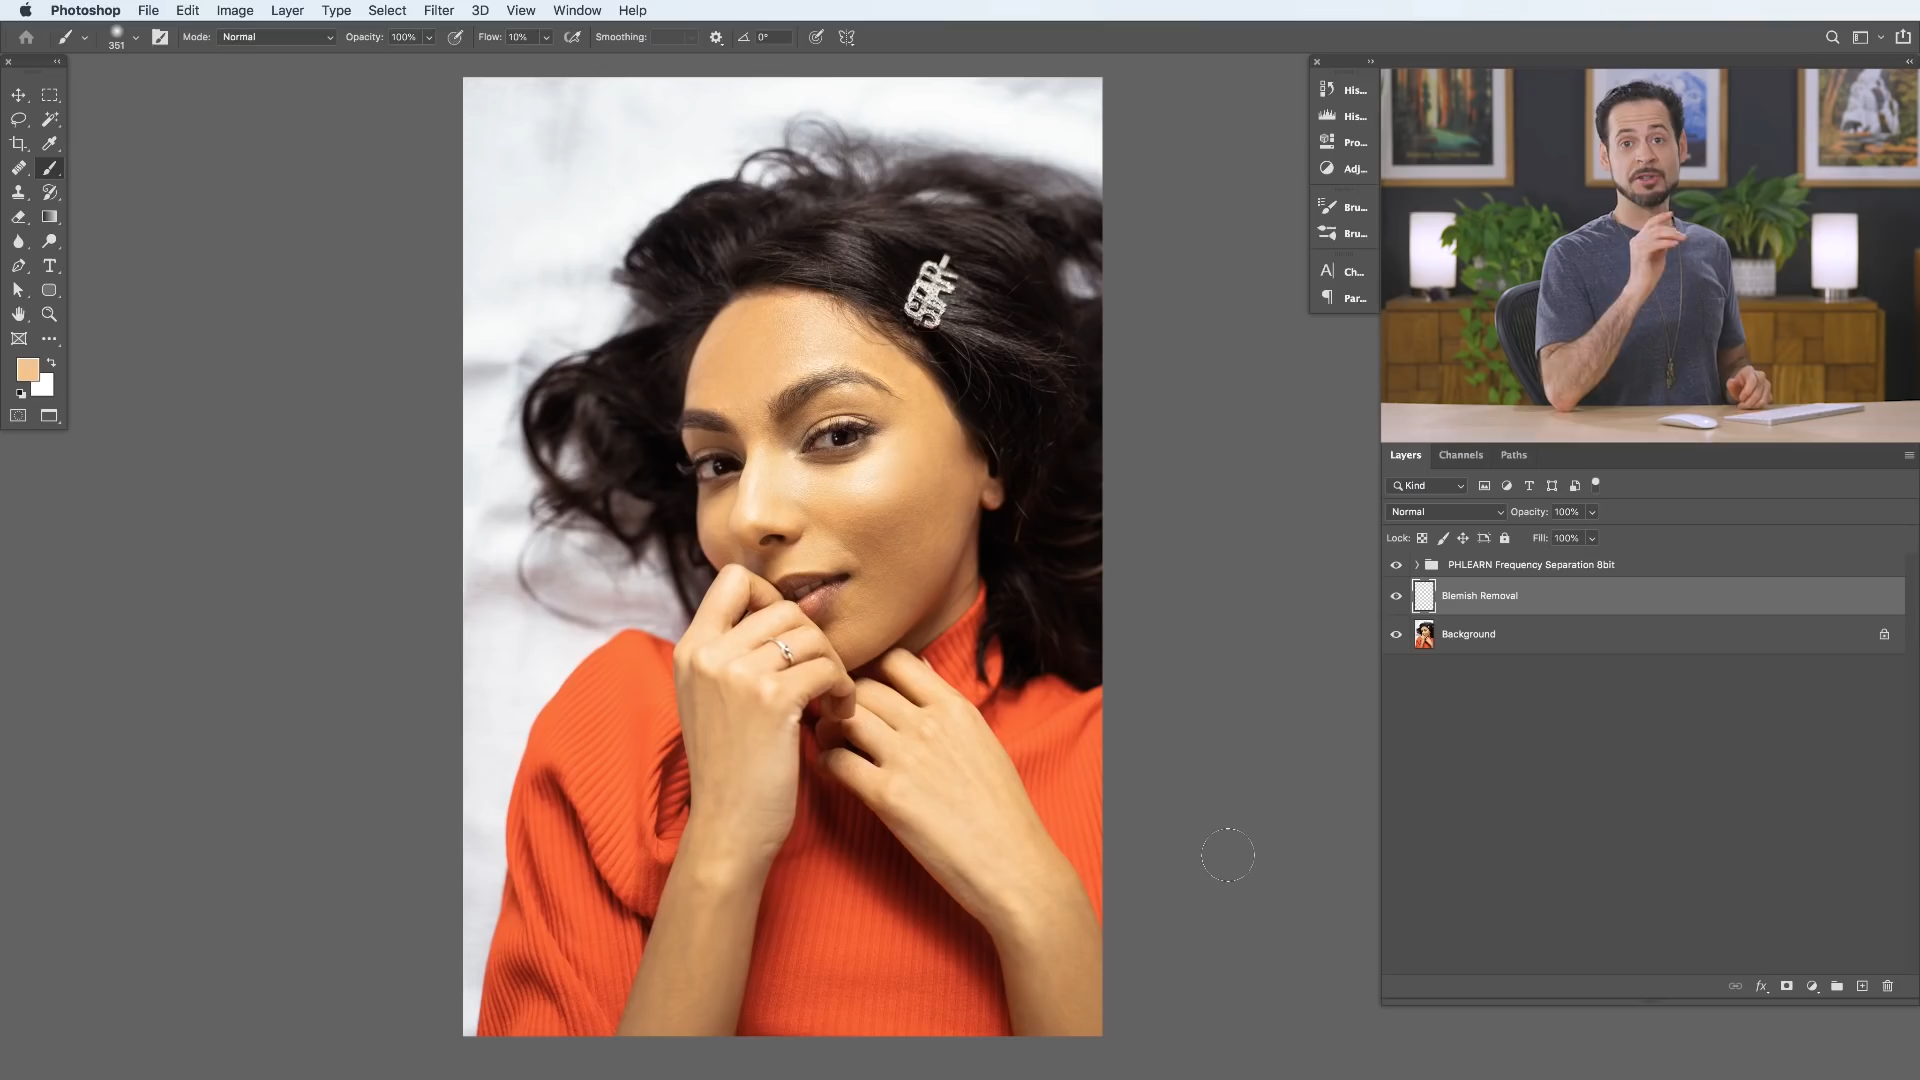 Photoshop File Edit Image Layer Type Select Filter 3D View Window Help
351 Mode: Normal Opacity: 100% Flow: 10% Smoothing: 0°
His...
His...
Pro...
Adj...
Bru...
Bru...
Ch...
Par...
Layers Channels Paths
Kind
Normal Opacity: 100%
Lock: Fill: 100%
PHLEARN Frequency Separation 8bit
Blemish Removal
Background
fx